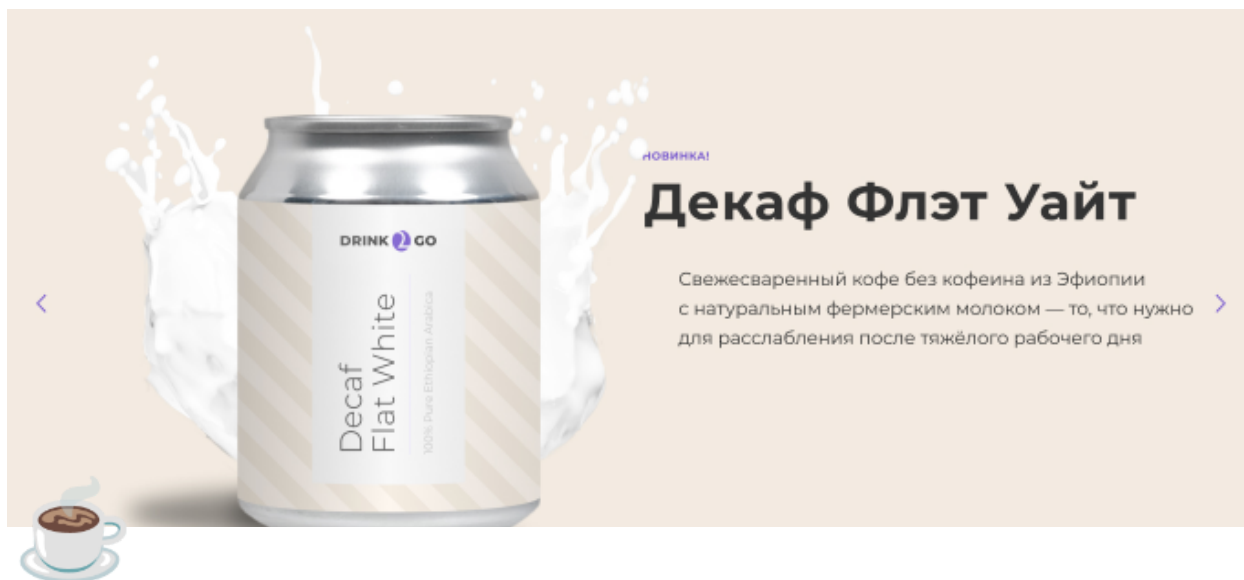 НОВИНКА!
Декаф Флэт Уайт
Свежесваренный кофе без кофеина из Эфиопии
с натуральным фермерским молоком — то, что нужно
для расслабления после тяжёлого рабочего дня
DRINK 2 GO
Decaf
Flat White
100% Pure Ethiopian Arabica